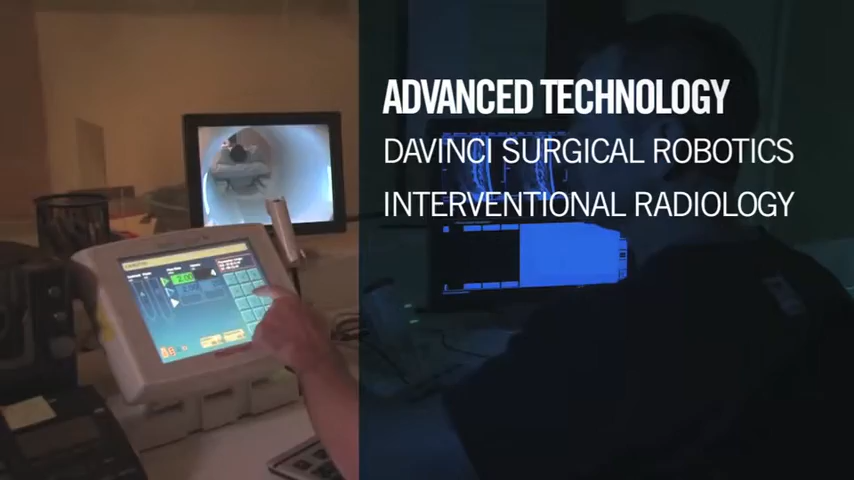 ADVANCED TECHNOLOGY
DAVINCI SURGICAL ROBOTICS
INTERVENTIONAL RADIOLOGY